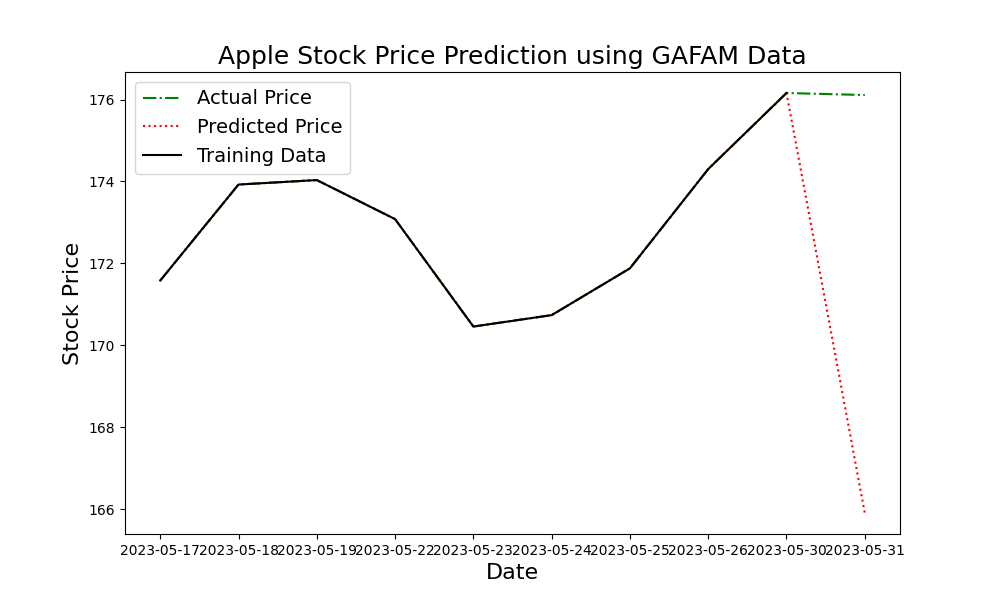 Apple Stock Price Prediction using GAFAM Data
Actual Price
Predicted Price
Training Data
176
174
172
170
168
166
Stock Price
2023-05-17 2023-05-18 2023-05-19 2023-05-22 2023-05-23 2023-05-24 2023-05-25 2023-05-26 2023-05-30 2023-05-31
Date